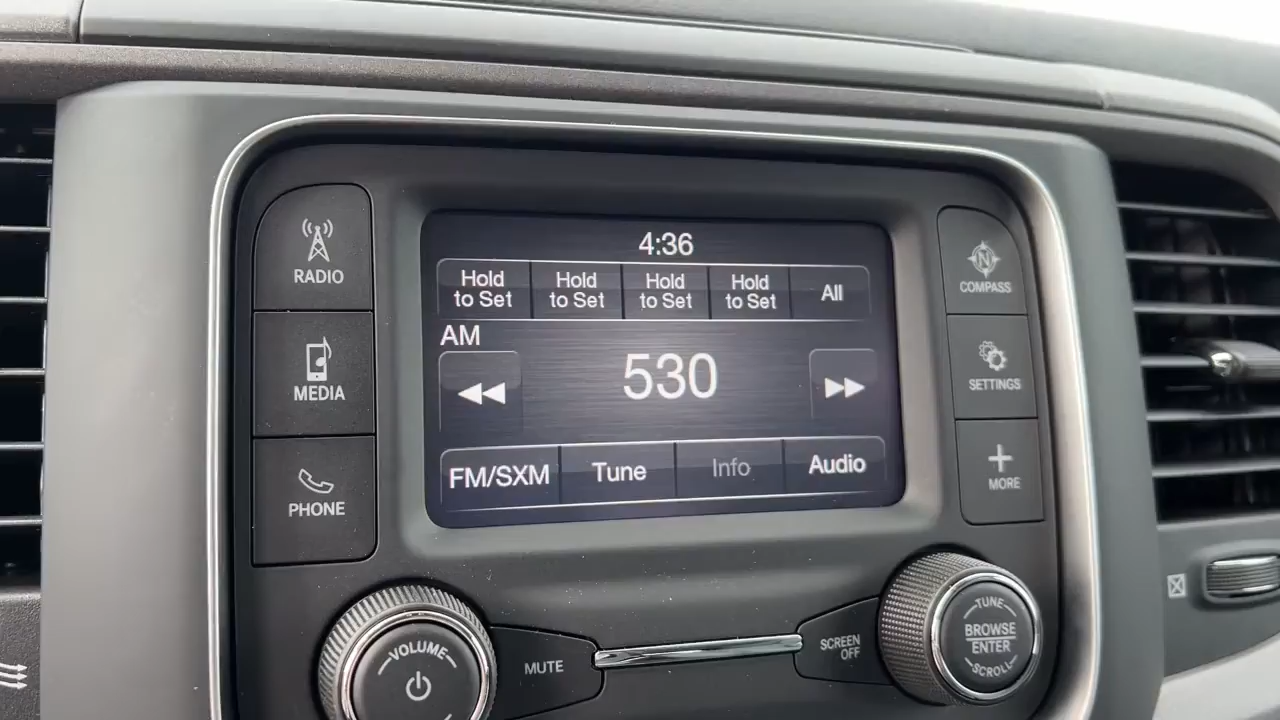 4:36
Hold to Set
Hold to Set
Hold to Set
Hold to Set
All
AM
530
FM/SXM
Tune
Info
Audio
RADIO
MEDIA
PHONE
N
COMPASS
SETTINGS
MORE
VOLUME
MUTE
SCREEN OFF
TUNE
BROWSE
ENTER
SCROLL